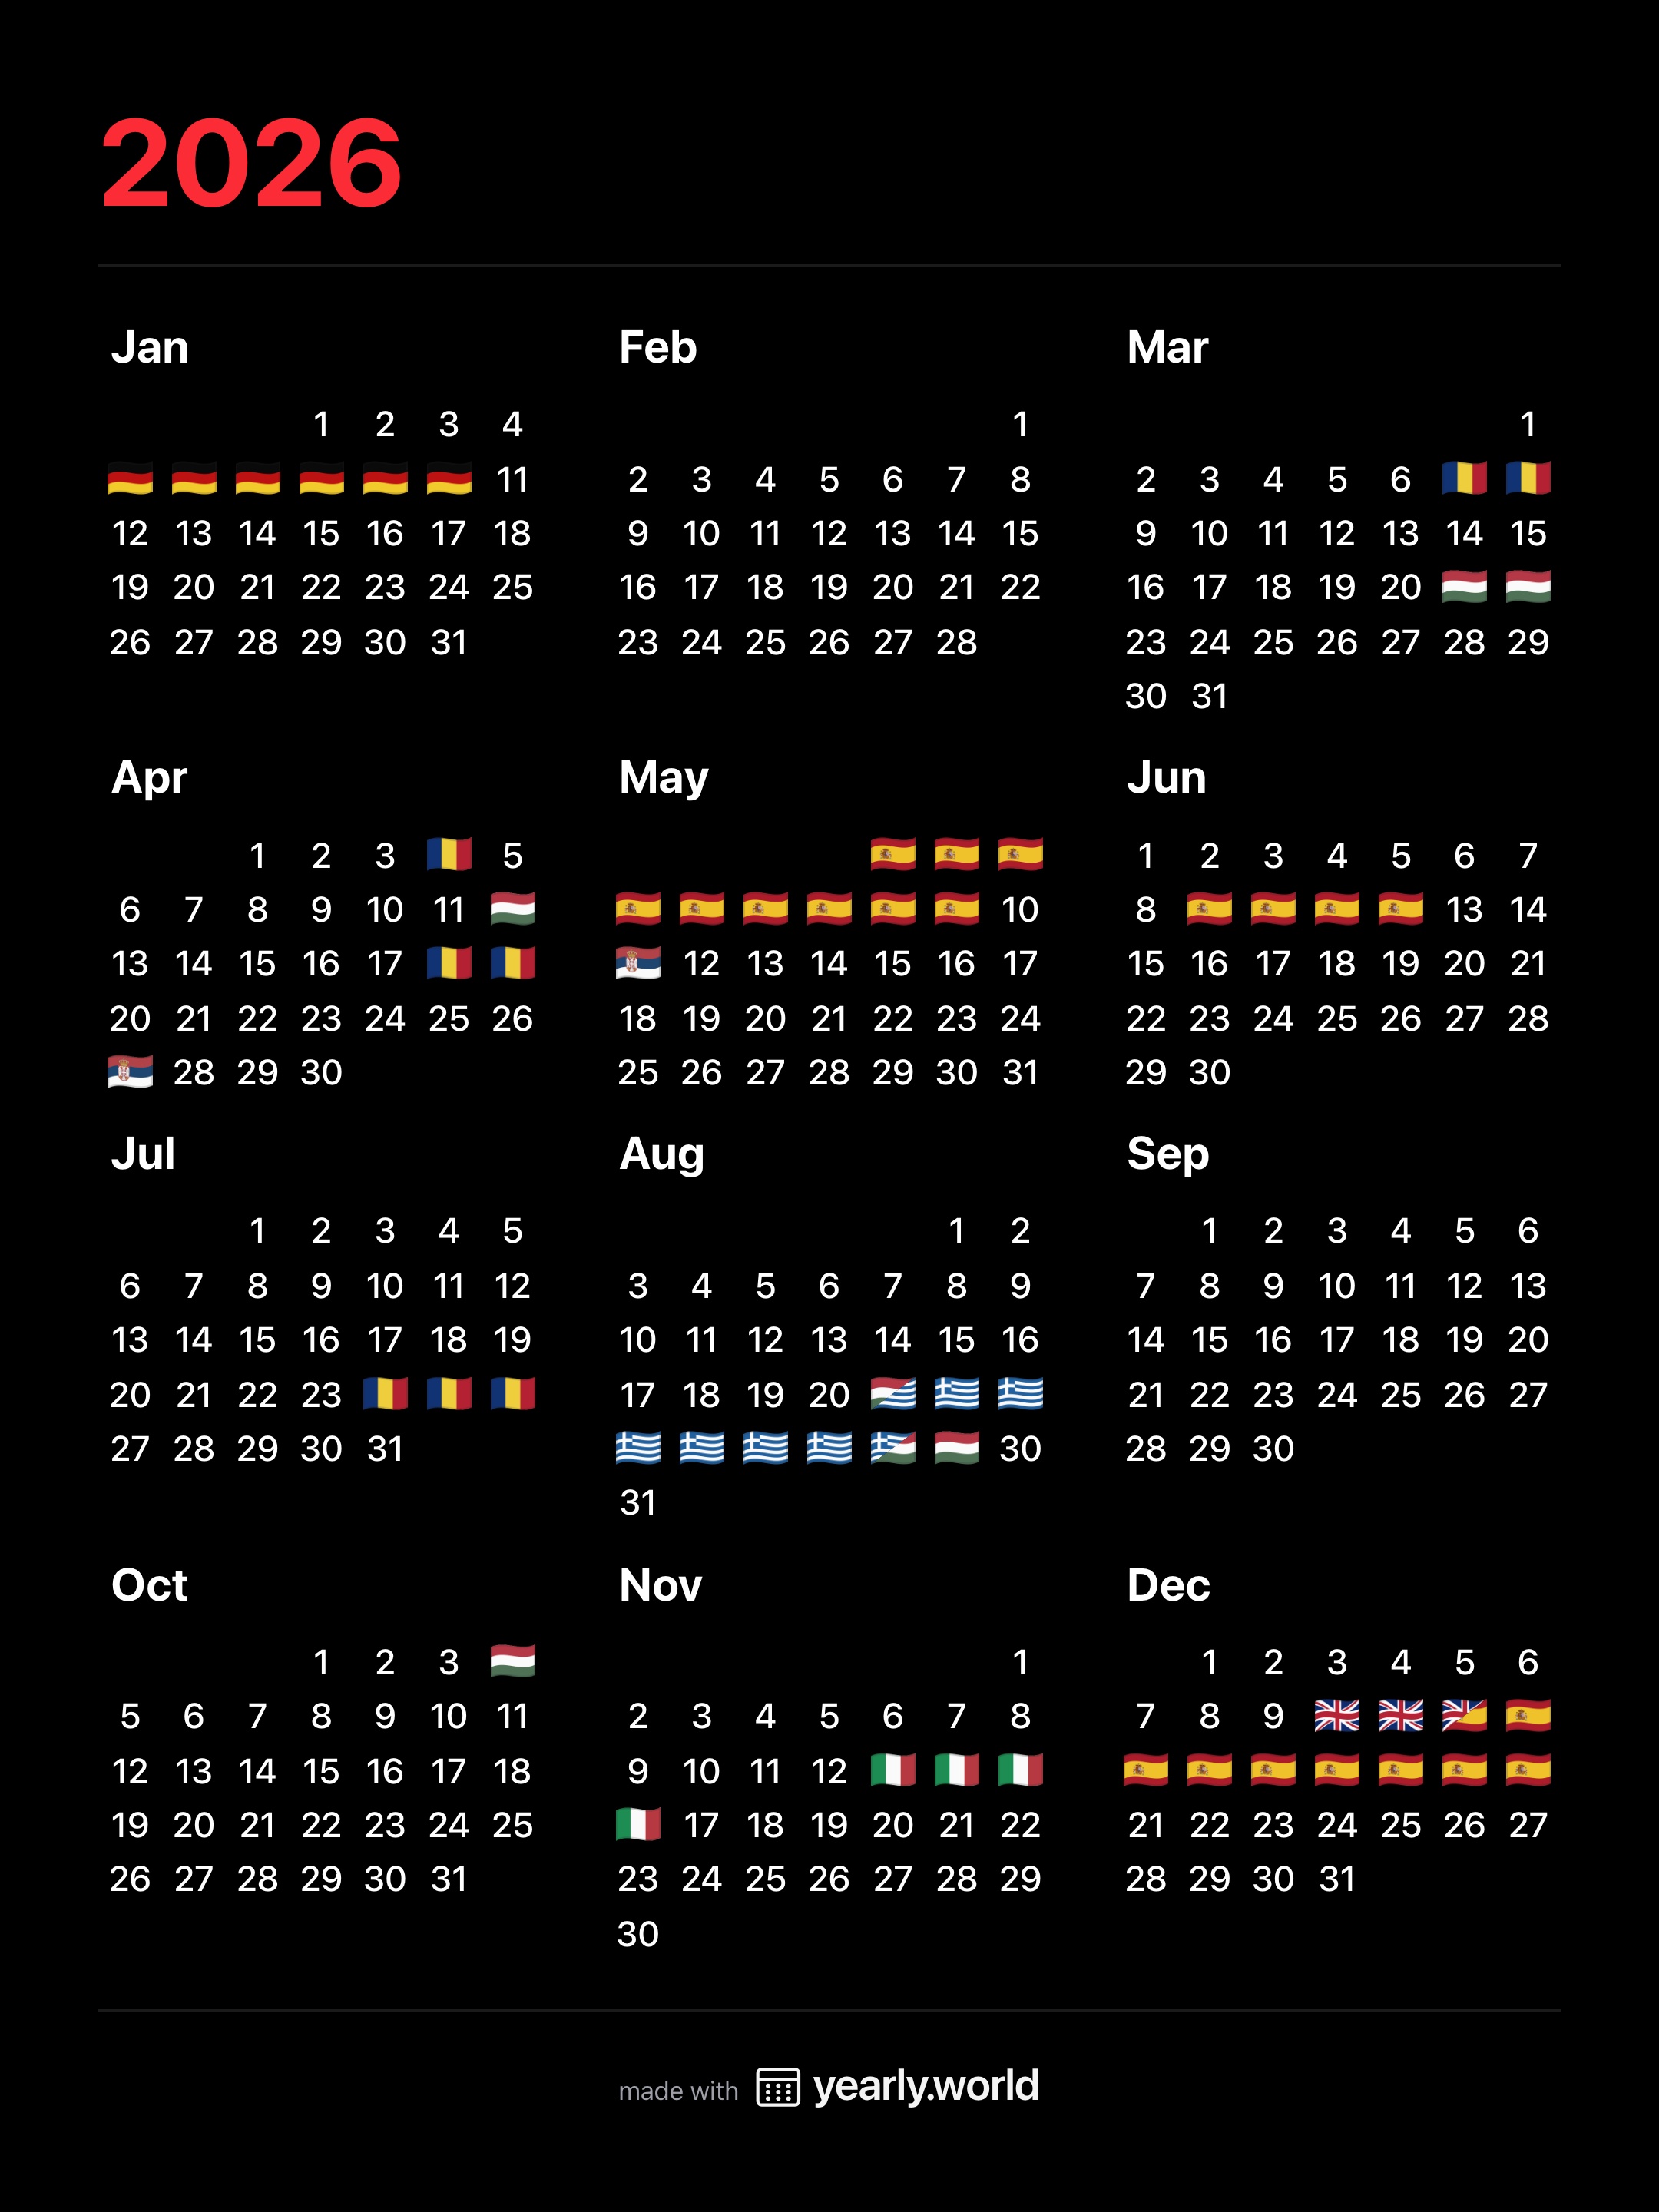 2026
Jan
1 2 3 4
11
12 13 14 15 16 17 18
19 20 21 22 23 24 25
26 27 28 29 30 31
Feb
1
2 3 4 5 6 7 8
9 10 11 12 13 14 15
16 17 18 19 20 21 22
23 24 25 26 27 28
Mar
1
2 3 4 5 6
9 10 11 12 13 14 15
16 17 18 19 20
23 24 25 26 27 28 29
30 31
Apr
1 2 3 5
6 7 8 9 10 11
13 14 15 16 17
20 21 22 23 24 25 26
28 29 30
May
10
12 13 14 15 16 17
18 19 20 21 22 23 24
25 26 27 28 29 30 31
Jun
1 2 3 4 5 6 7
8 13 14
15 16 17 18 19 20 21
22 23 24 25 26 27 28
29 30
Jul
1 2 3 4 5
6 7 8 9 10 11 12
13 14 15 16 17 18 19
20 21 22 23
27 28 29 30 31
Aug
1 2
3 4 5 6 7 8 9
10 11 12 13 14 15 16
17 18 19 20
30
31
Sep
1 2 3 4 5 6
7 8 9 10 11 12 13
14 15 16 17 18 19 20
21 22 23 24 25 26 27
28 29 30
Oct
1 2 3
5 6 7 8 9 10 11
12 13 14 15 16 17 18
19 20 21 22 23 24 25
26 27 28 29 30 31
Nov
1
2 3 4 5 6 7 8
9 10 11 12
17 18 19 20 21 22
23 24 25 26 27 28 29
30
Dec
1 2 3 4 5 6
7 8 9
21 22 23 24 25 26 27
28 29 30 31
made with yearly.world